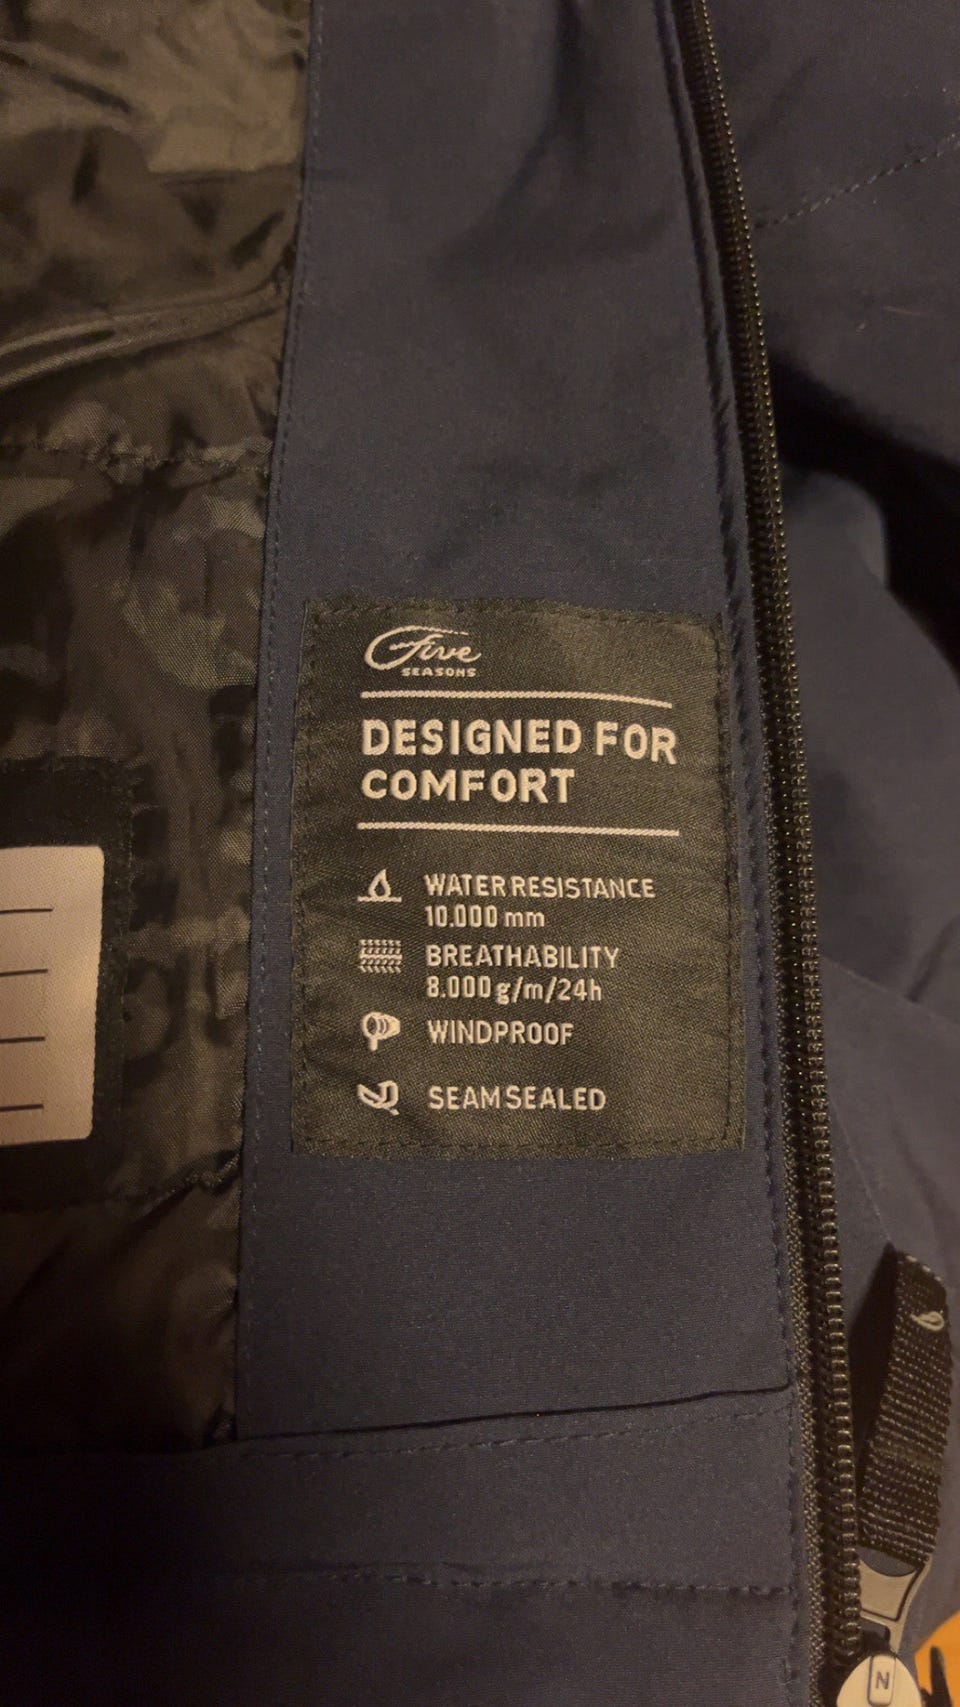 Five
SEASONS
DESIGNED FOR
COMFORT
WATER RESISTANCE
10.000 mm
BREATHABILITY
8.000 g/m/24h
WINDPROOF
SEAM SEALED
N